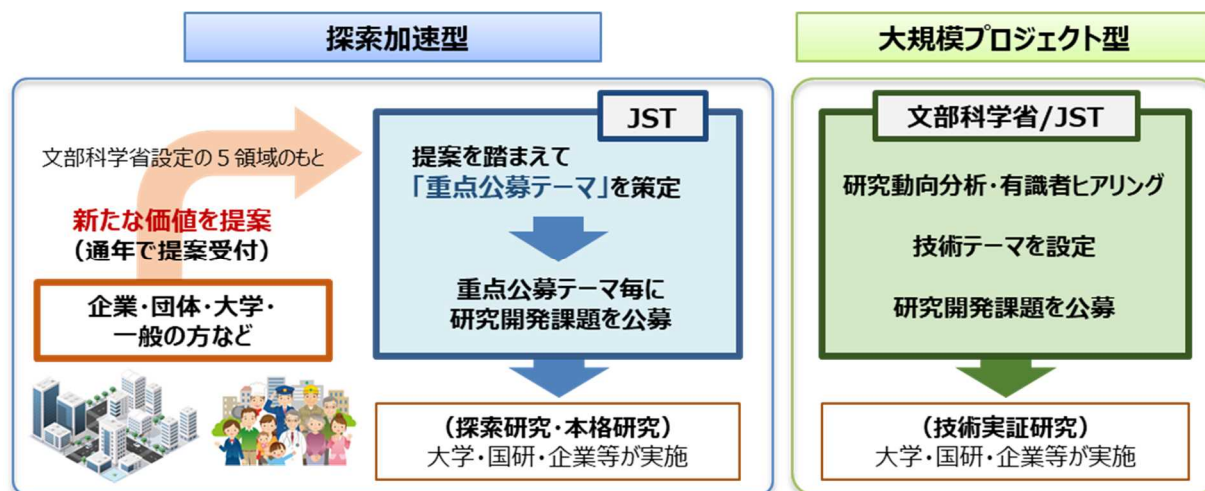 探索加速型
文部科学省設定の5領域のもと
新たな価値を提案
(通年で提案受付)
企業・団体・大学・
一般の方など
JST
提案を踏まえて
「重点公募テーマ」を策定
重点公募テーマ毎に
研究開発課題を公募
(探索研究・本格研究)
大学・国研・企業等が実施
大規模プロジェクト型
文部科学省/JST
研究動向分析・有識者ヒアリング
技術テーマを設定
研究開発課題を公募
(技術実証研究)
大学・国研・企業等が実施